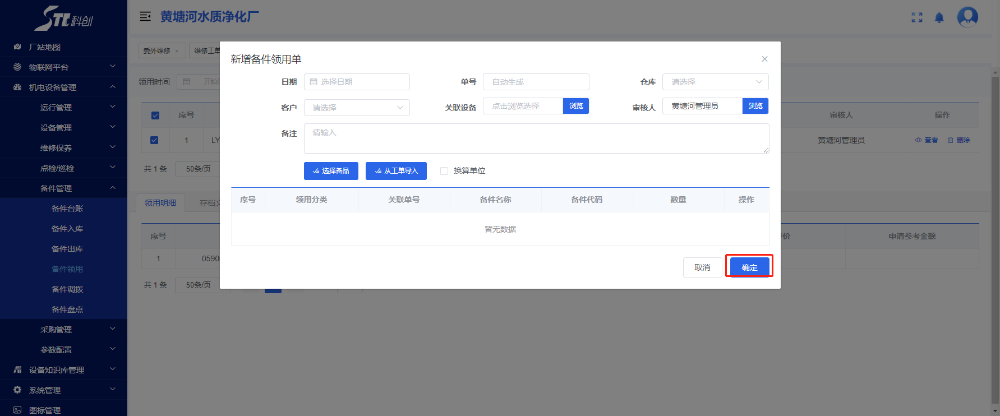 STL科创
厂站地图
物联网平台
机电设备管理
运行管理
设备管理
维修保养
点检/巡检
备件管理
备件台账
备件入库
备件出库
备件领用
备件调拨
备件盘点
采购管理
参数配置
设备知识库管理
系统管理
图标管理
黄塘河水质净化厂
委外维修 ×
维修工单
领用时间
开始
序号
审核人
操作
1
LY
黄塘河管理员
查看
删除
共 1 条
50条/页
领用明细
存档文
序号
价
申请参考金额
1
0590
共 1 条
50条/页
新增备件领用单
日期
选择日期
单号
自动生成
仓库
请选择
客户
请选择
关联设备
点击浏览选择
浏览
审核人
黄塘河管理员
浏览
备注
请输入
选择备品
从工单导入
换算单位
序号
领用分类
关联单号
备件名称
备件代码
数量
操作
暂无数据
取消
确定